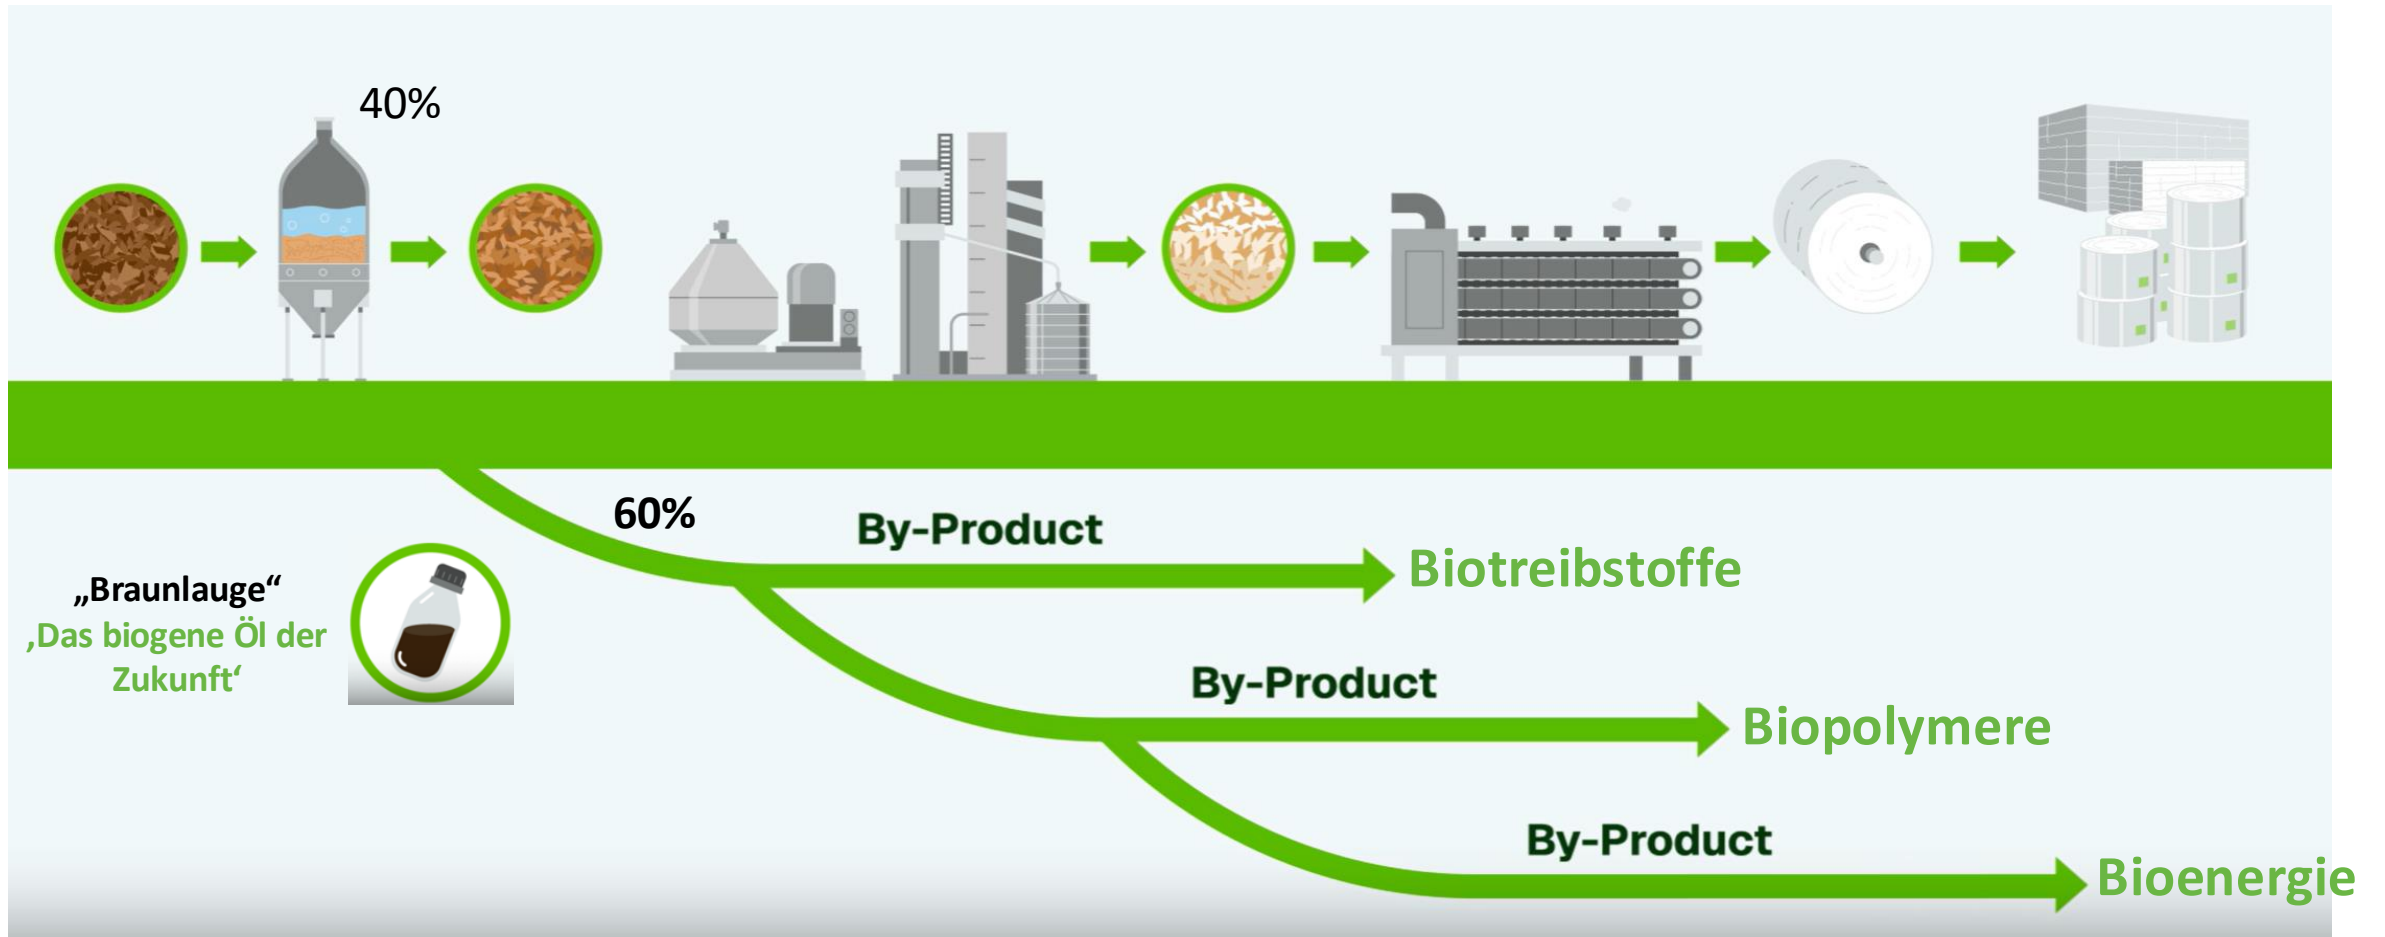 40%
60%
By-Product
Biotreibstoffe
„Braunlauge“
‚Das biogene Öl der
Zukunft‘
By-Product
Biopolymere
By-Product
Bioenergie